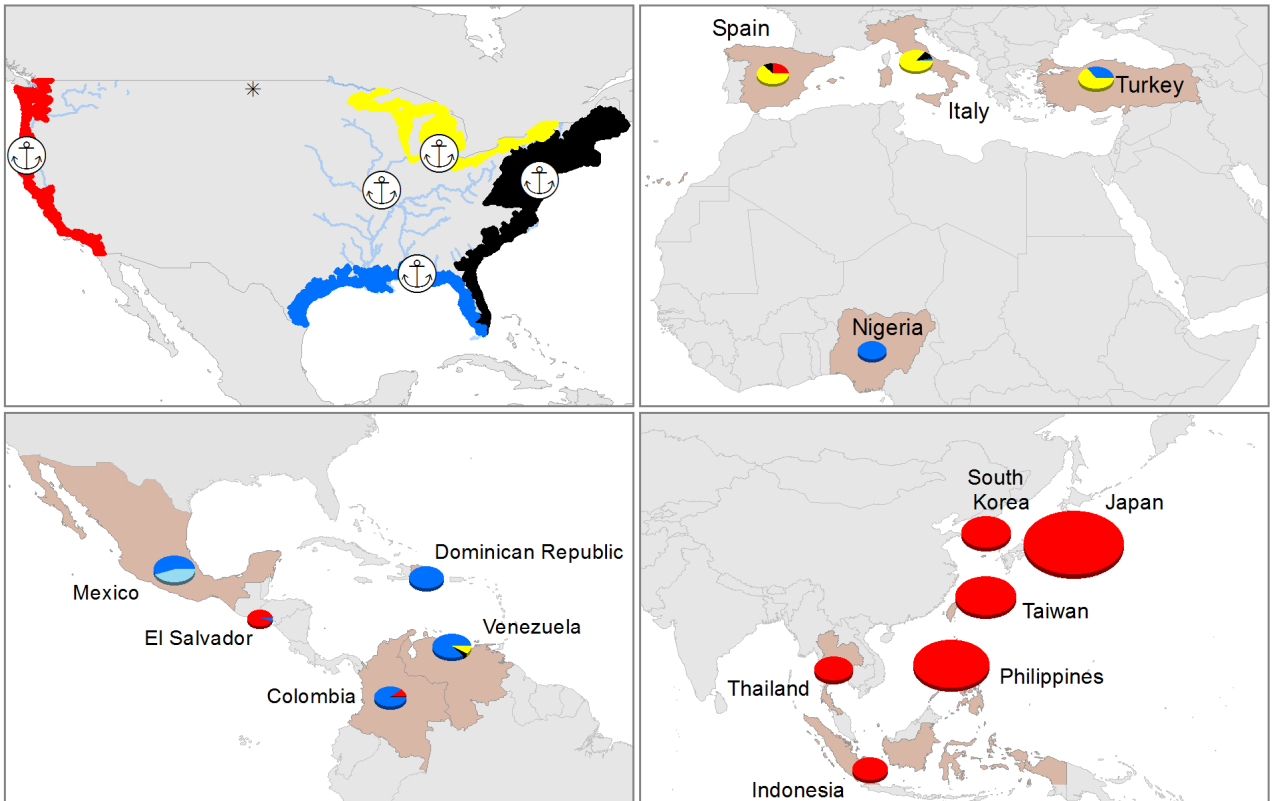 Spain
Italy
Turkey
Nigeria
Mexico
El Salvador
Dominican Republic
Venezuela
Colombia
South
Korea
Japan
Taiwan
Philippines
Thailand
Indonesia